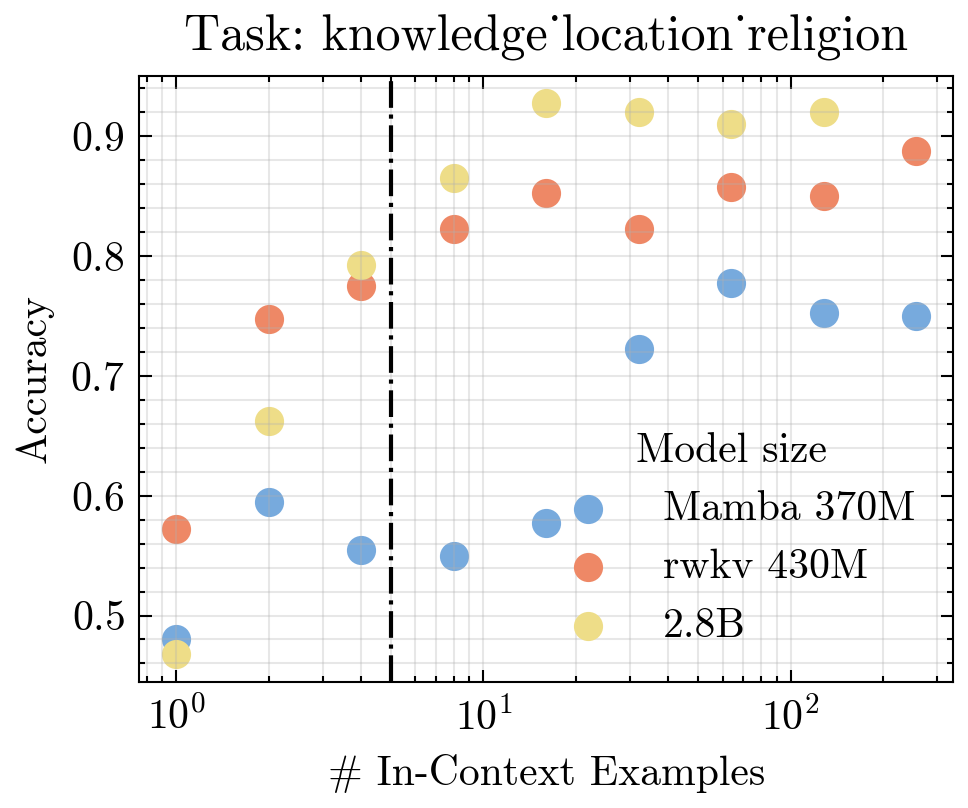 Task: knowledge˙location˙religion
0.9
0.8
0.7
0.6
0.5
Accuracy
Model size
Mamba 370M
rwkv 430M
2.8B
10⁰ 10¹ 10²
# In-Context Examples